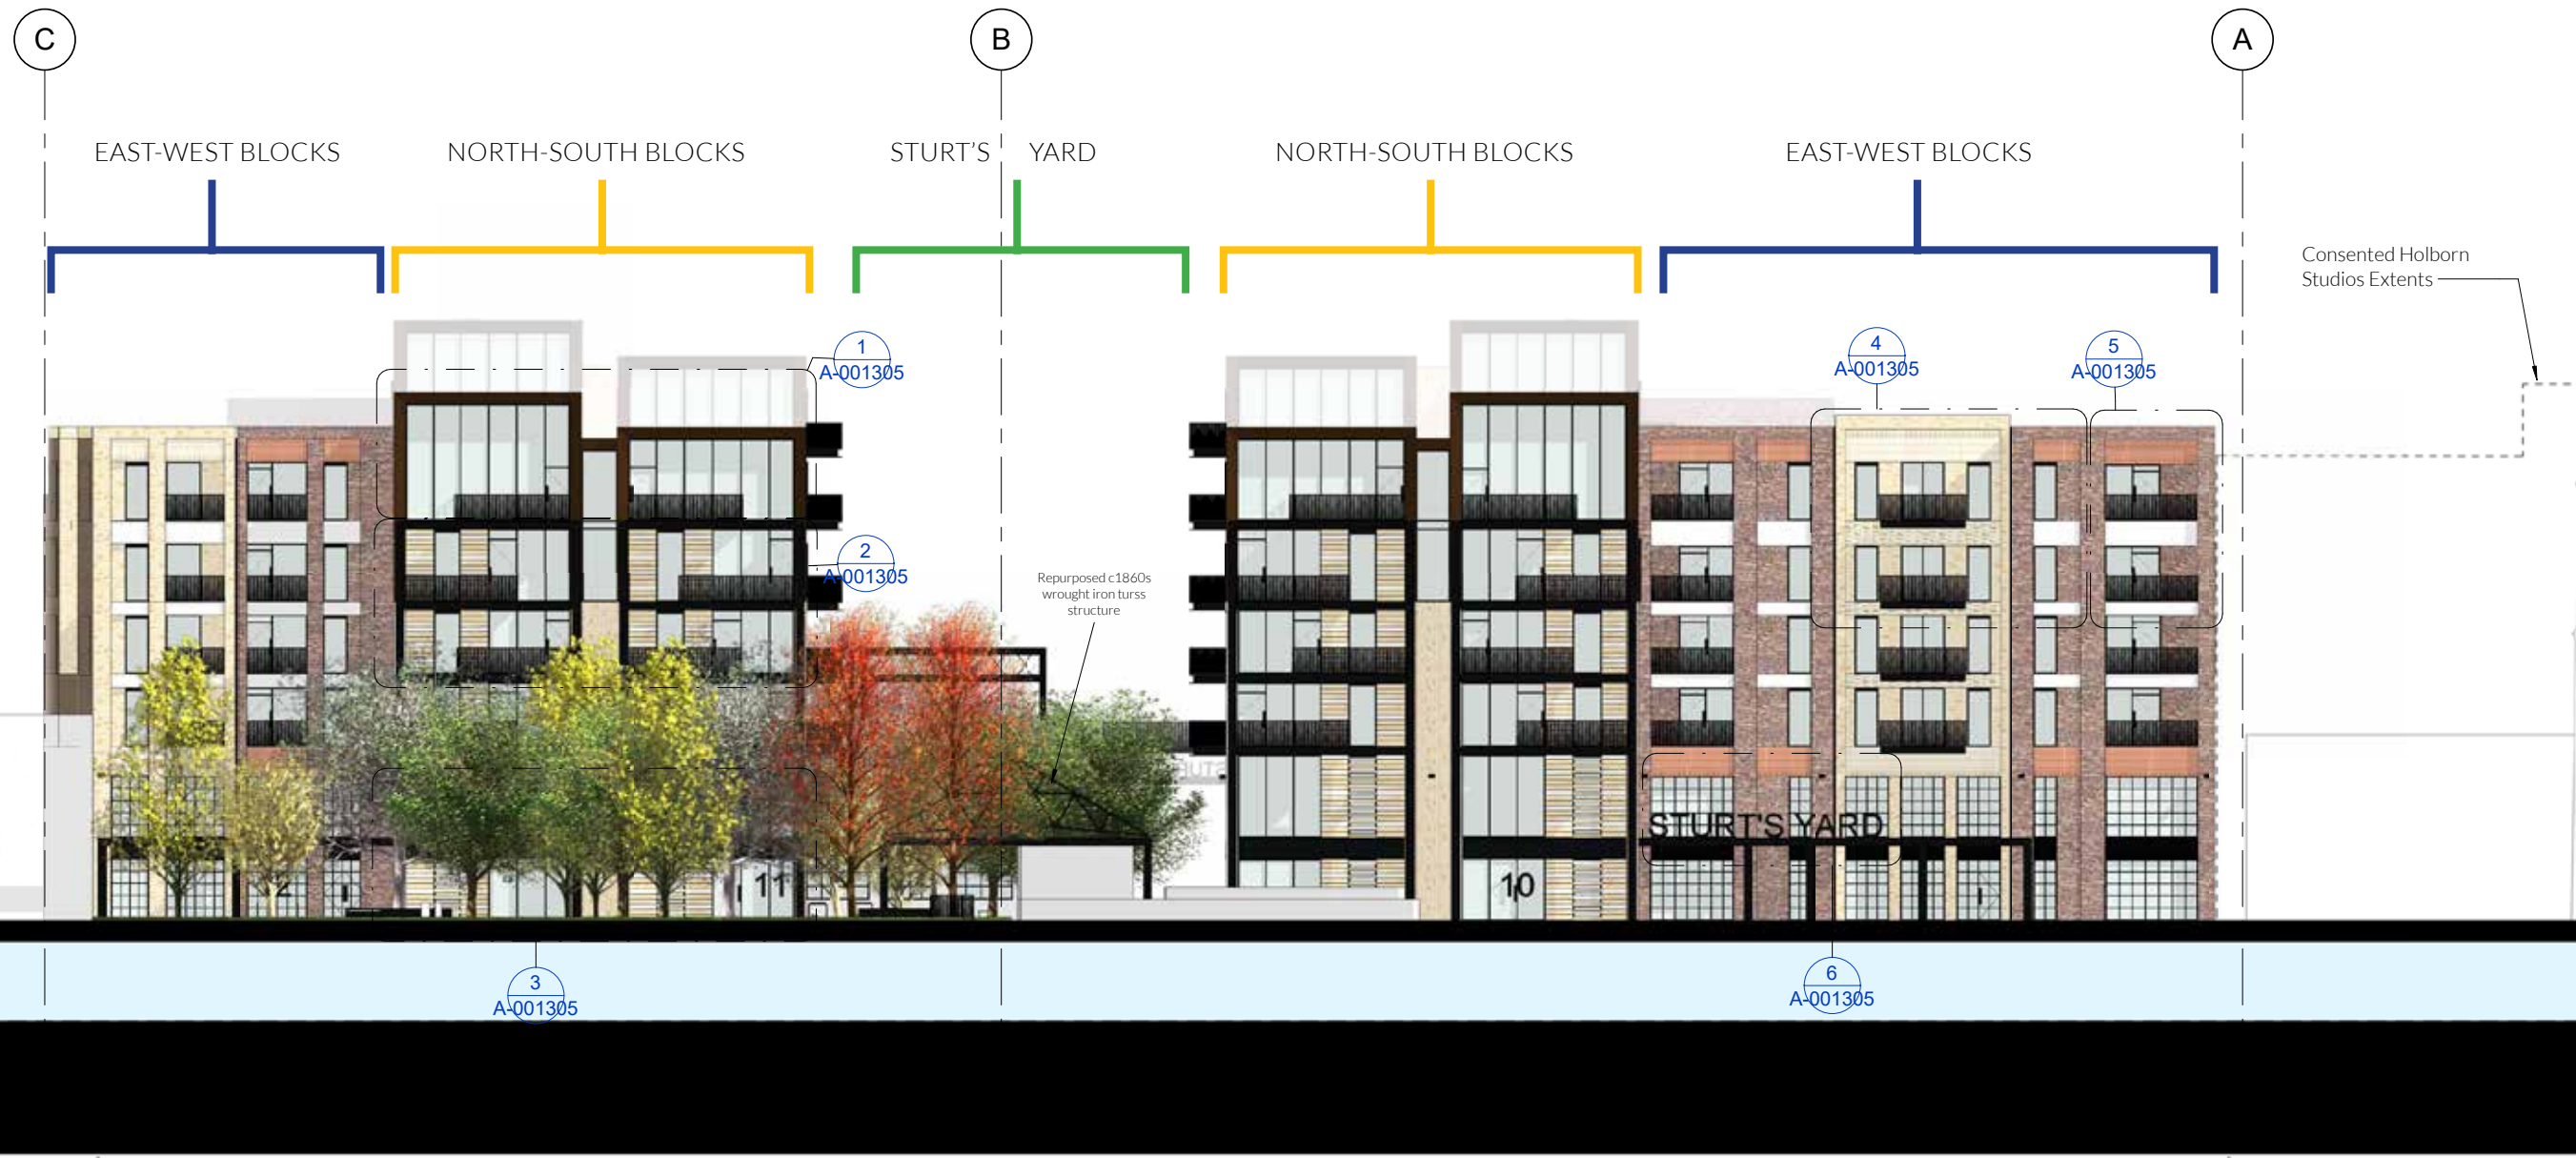 C
B
A
EAST-WEST BLOCKS
NORTH-SOUTH BLOCKS
STURT'S YARD
NORTH-SOUTH BLOCKS
EAST-WEST BLOCKS
Consented Holborn
Studios Extents
1
A-001305
4
A-001305
5
A-001305
2
A-001305
Repurposed c1860s
wrought iron turss
structure
STURT'S YARD
11
10
3
A-001305
6
A-001305